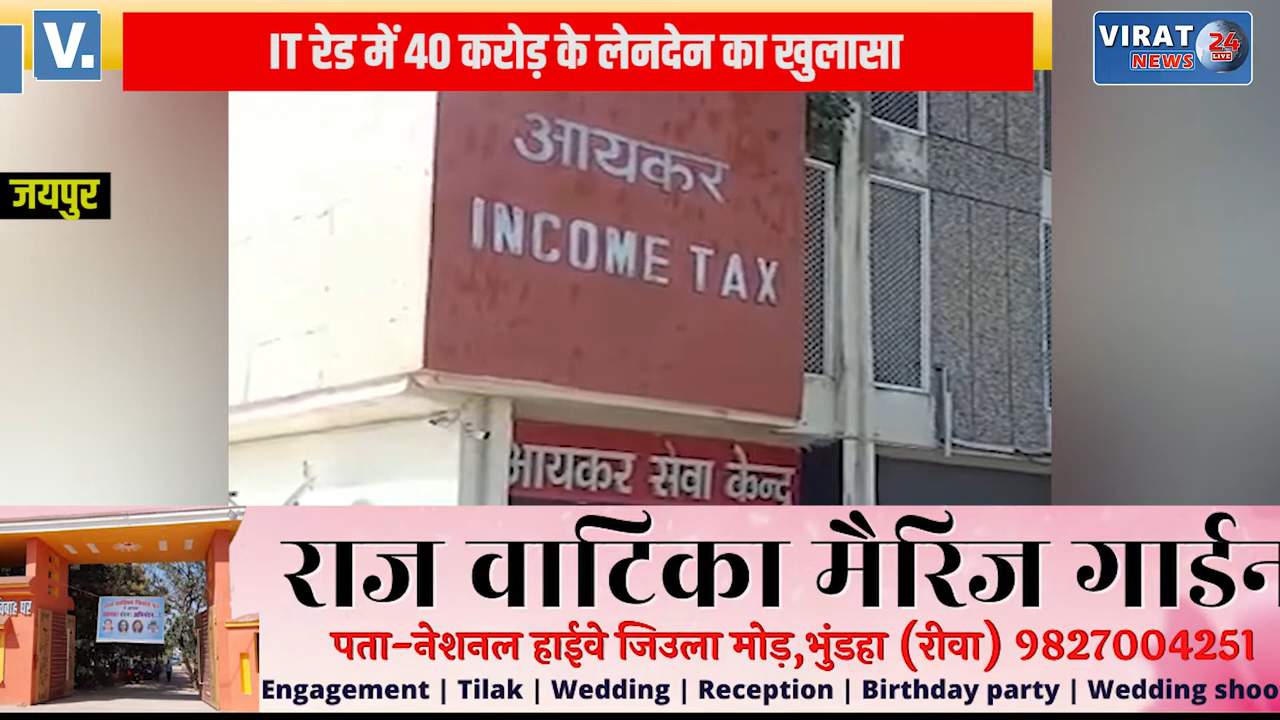 V.
IT रेड में 40 करोड़ के लेनदेन का खुलासा
VIRAT
NEWS
24
LIVE
जयपुर
आयकर
INCOME TAX
आयकर सेवा केन्द्र
राज वाटिका मैरिज गार्डन
पता-नेशनल हाईवे जिउला मोड़,भुंडहा (रीवा) 9827004251
Engagement | Tilak | Wedding | Reception | Birthday party | Wedding shoo